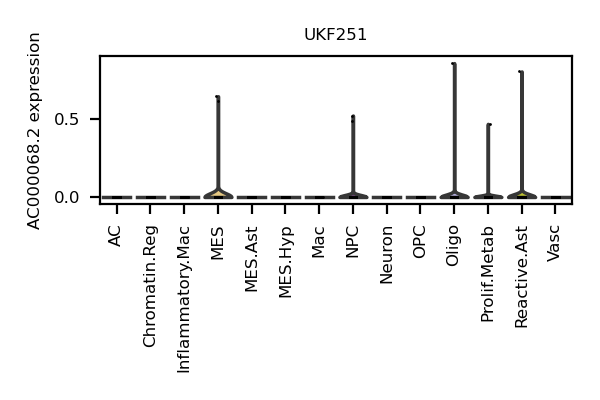 UKF251
AC000068.2 expression
0.5
0.0
AC
Chromatin.Reg
Inflammatory.Mac
MES
MES.Ast
MES.Hyp
Mac
NPC
Neuron
OPC
Oligo
Prolif.Metab
Reactive.Ast
Vasc